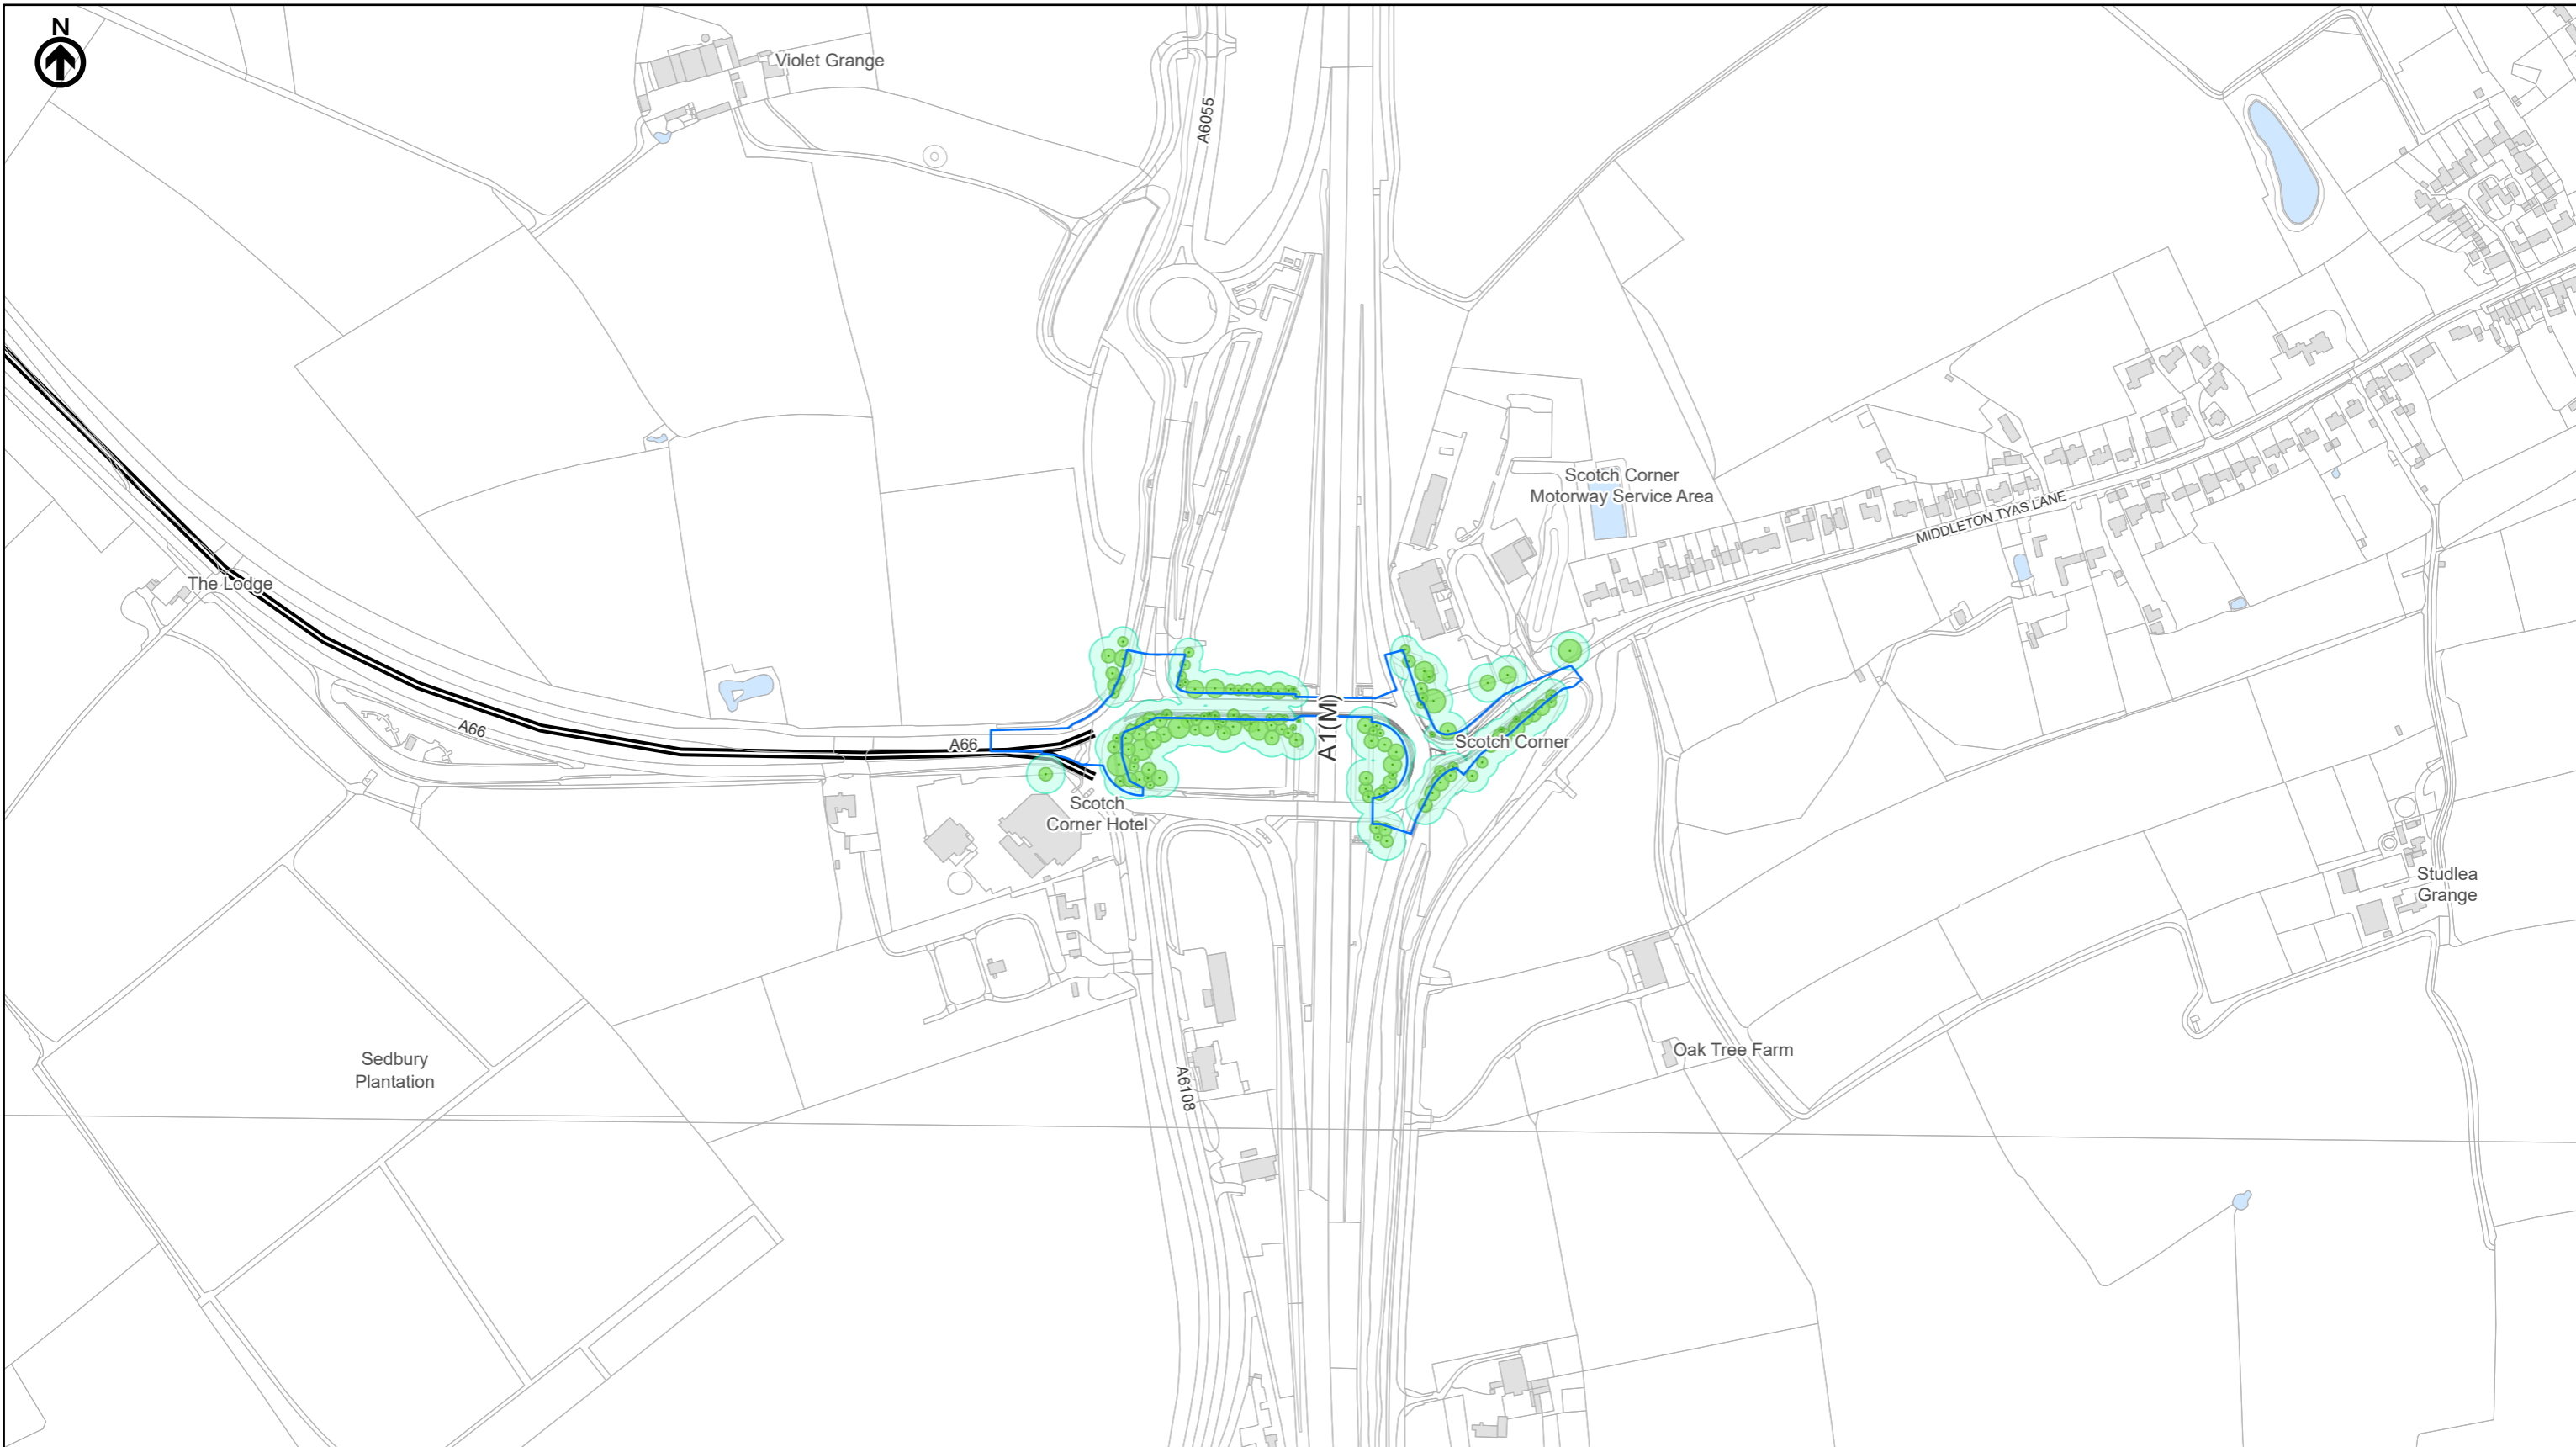 N
Violet Grange
A6055
Scotch Corner
Motorway Service Area
MIDDLETON TYAS LANE
The Lodge
A66
A66
A1(M)
Scotch Corner
Scotch
Corner Hotel
Studlea
Grange
Oak Tree Farm
Sedbury
Plantation
A6108